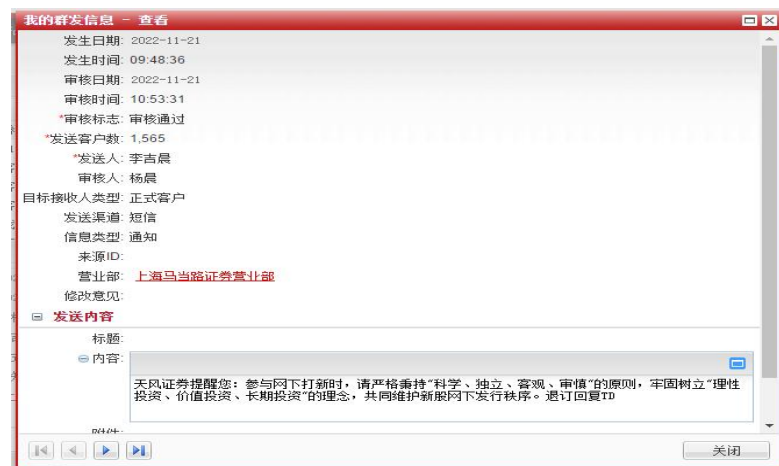 我的群发信息 - 查看
发生日期: 2022-11-21
发生时间: 09:48:36
审核日期: 2022-11-21
审核时间: 10:53:31
*审核标志: 审核通过
*发送客户数: 1,565
*发送人: 李吉晨
审核人: 杨晨
目标接收人类型: 正式客户
发送渠道: 短信
信息类型: 通知
来源ID:
营业部: 上海马当路证券营业部
修改意见:
发送内容
标题:
内容:
天风证券提醒您：参与网下打新时，请严格秉持“科学、独立、客观、审慎”的原则，牢固树立“理性
投资、价值投资、长期投资”的理念，共同维护新股网下发行秩序。退订回复TD
附件:
关闭